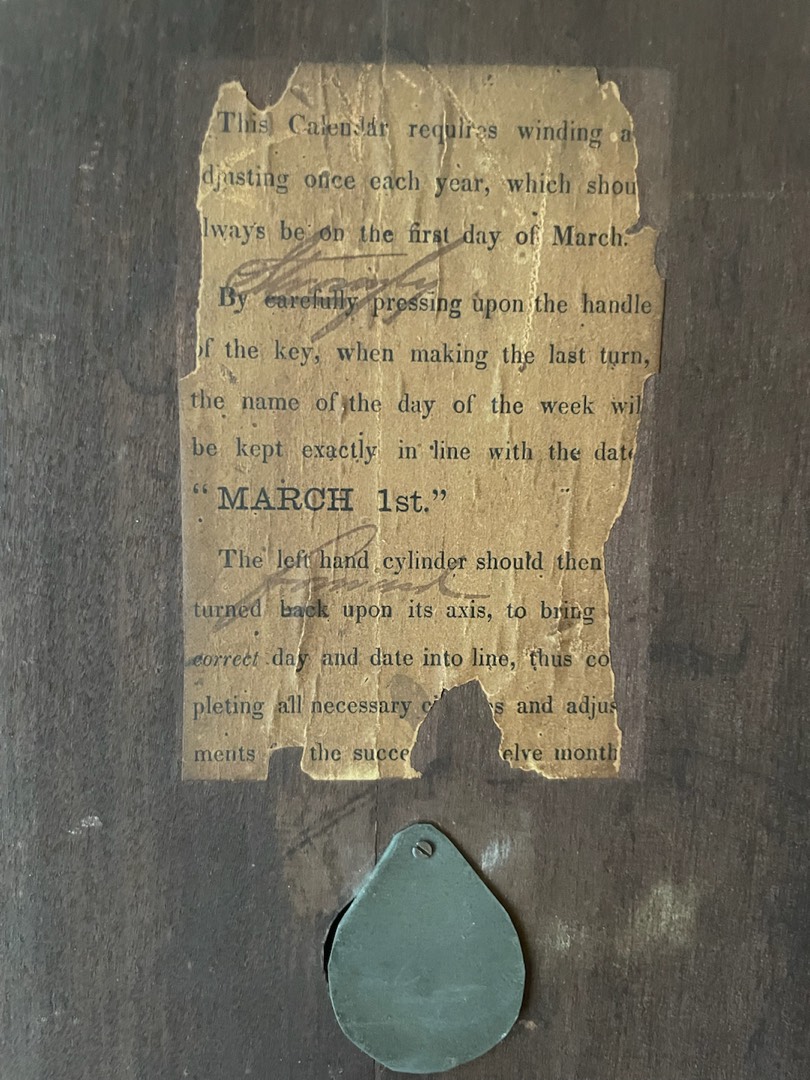 This Calendar requires winding a
djusting once each year, which shou
lways be on the first day of March.
Strongly
By carefully pressing upon the handle
of the key, when making the last turn,
the name of the day of the week wil
be kept exactly in line with the date
“MARCH 1st.”
The left hand cylinder should then
forward
turned back upon its axis, to bring
correct day and date into line, thus co
pleting all necessary and adjus
ments the succe elve month